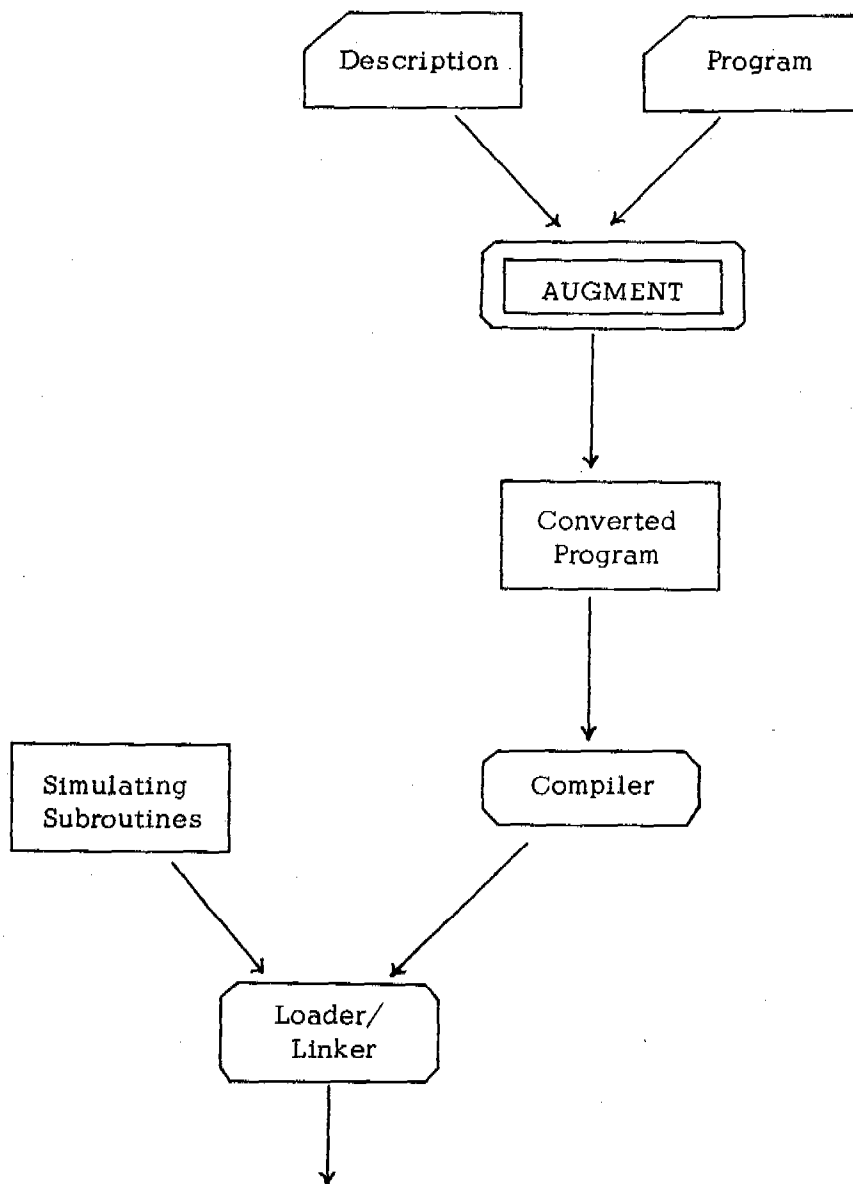 Description
Program
AUGMENT
Converted
Program
Simulating
Subroutines
Compiler
Loader/
Linker